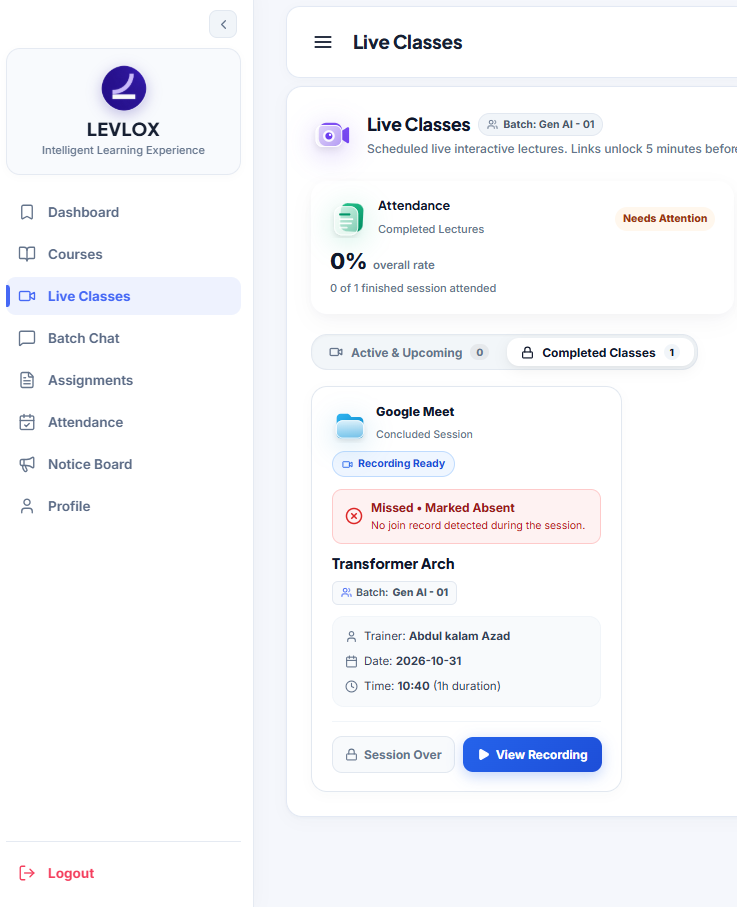 LEVLOX
Intelligent Learning Experience
Dashboard
Courses
Live Classes
Batch Chat
Assignments
Attendance
Notice Board
Profile
Logout
Live Classes
Live Classes
Batch: Gen AI - 01
Scheduled live interactive lectures. Links unlock 5 minutes before
Attendance
Completed Lectures
Needs Attention
0% overall rate
0 of 1 finished session attended
Active & Upcoming 0
Completed Classes 1
Google Meet
Concluded Session
Recording Ready
Missed • Marked Absent
No join record detected during the session.
Transformer Arch
Batch: Gen AI - 01
Trainer: Abdul kalam Azad
Date: 2026-10-31
Time: 10:40 (1h duration)
Session Over
View Recording